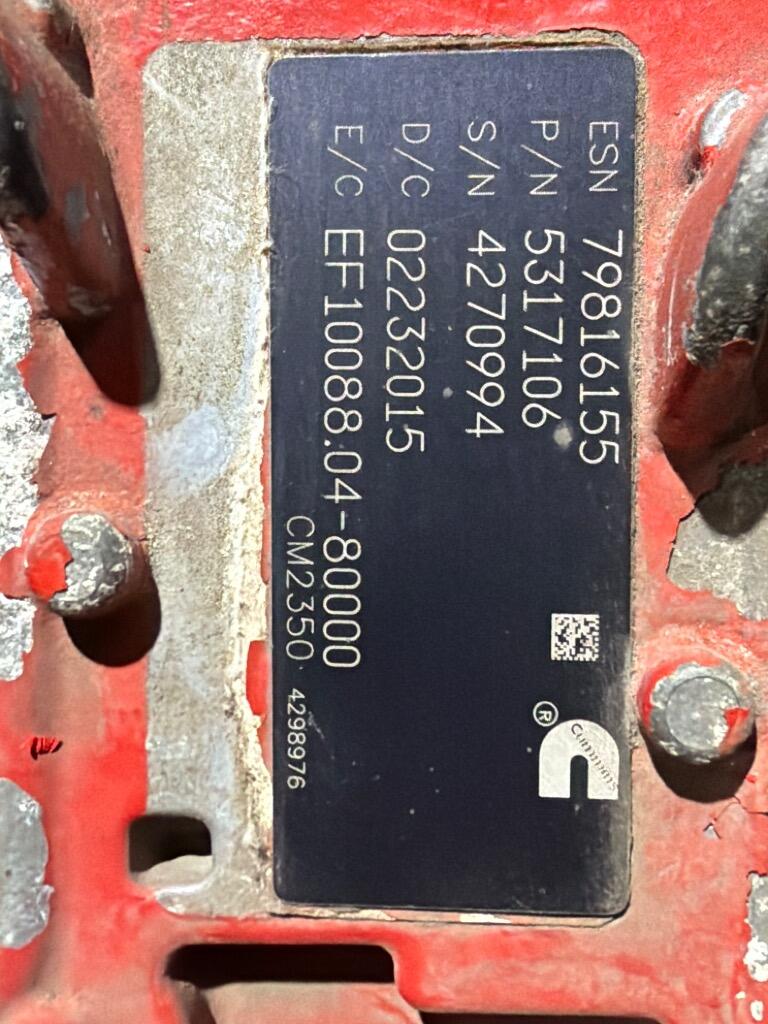 ESN 79816155
P/N 5317106
S/N 4270994
D/C 02232015
E/C EF10088.04-80000
CM2350 4298976
Cummins ®